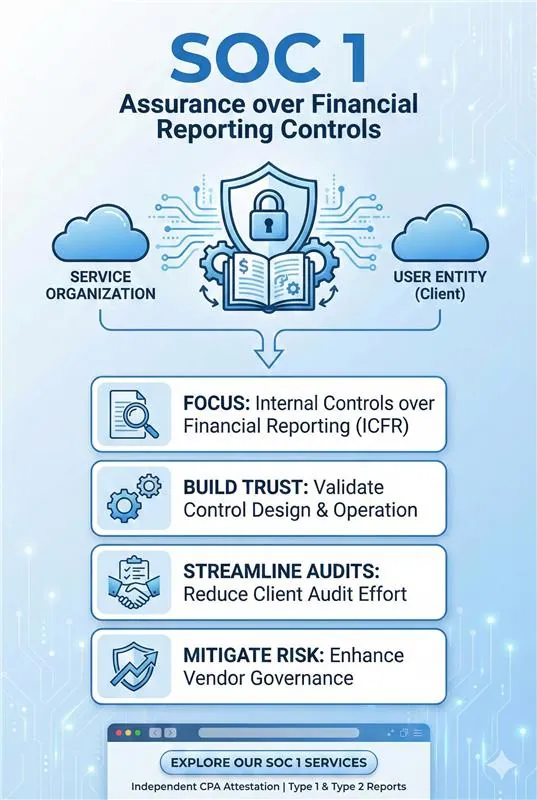 SOC 1
Assurance over Financial
Reporting Controls
$
SERVICE
ORGANIZATION
USER ENTITY
(Client)
FOCUS: Internal Controls over
Financial Reporting (ICFR)
BUILD TRUST: Validate
Control Design & Operation
STREAMLINE AUDITS:
Reduce Client Audit Effort
MITIGATE RISK: Enhance
Vendor Governance
EXPLORE OUR SOC 1 SERVICES
Independent CPA Attestation | Type 1 & Type 2 Reports